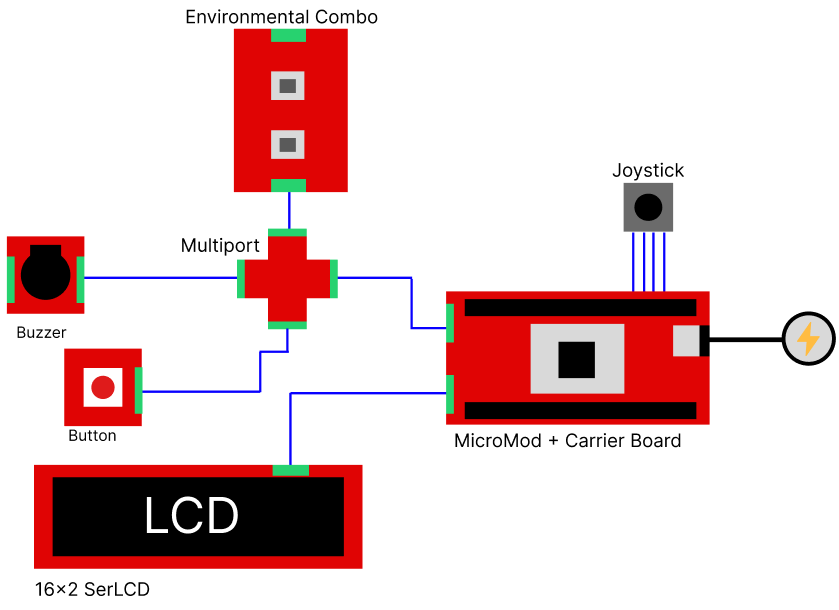 Environmental Combo
Joystick
Multiport
Buzzer
Button
MicroMod + Carrier Board
LCD
16×2 SerLCD